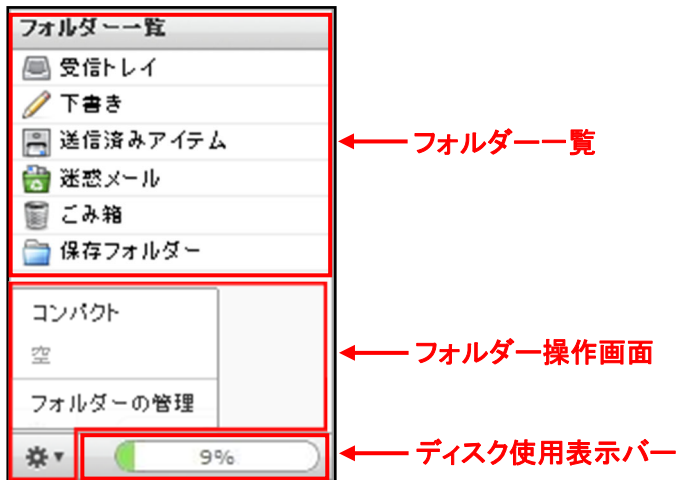 フォルダー一覧
受信トレイ
下書き
送信済みアイテム
フォルダー一覧
迷惑メール
ごみ箱
保存フォルダー
コンパクト
空
フォルダー操作画面
フォルダーの管理
9%
ディスク使用表示バー